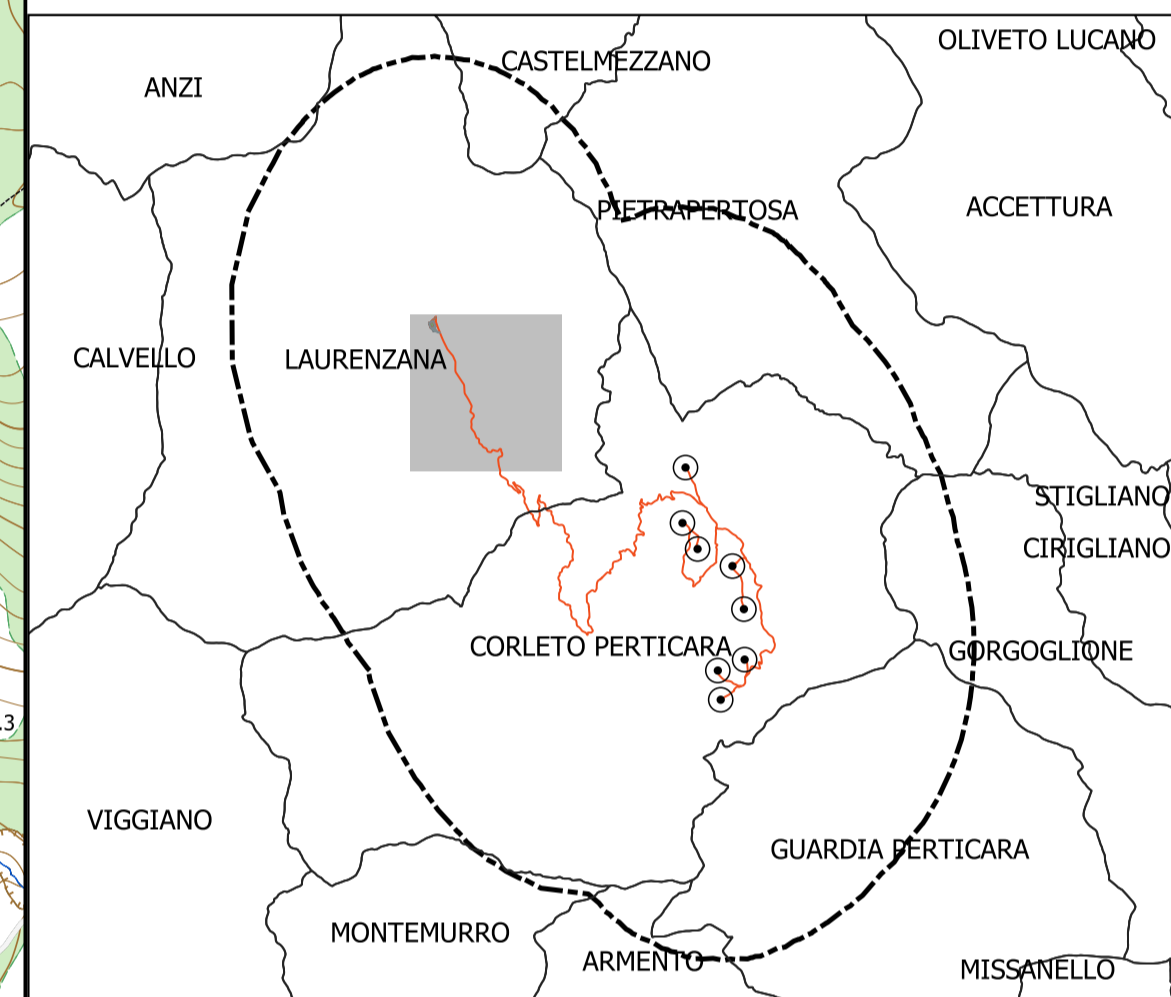 OLIVETO LUCANO
CASTELMEZZANO
ANZI
ACCETTURA
PIETRAPERTOSA
CALVELLO
LAURENZANA
STIGLIANO
CIRIGLIANO
CORLETO PERTICARA
GORGOGLIONE
.3
VIGGIANO
GUARDIA PERTICARA
MONTEMURRO
ARMENTO
MISSANELLO